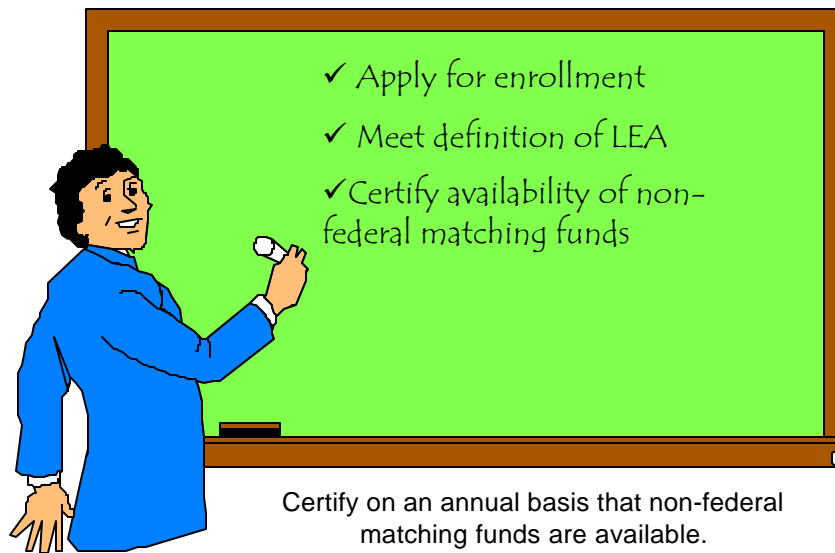 ✓ Apply for enrollment
✓ Meet definition of LEA
✓Certify availability of non-
federal matching funds
Certify on an annual basis that non-federal
matching funds are available.